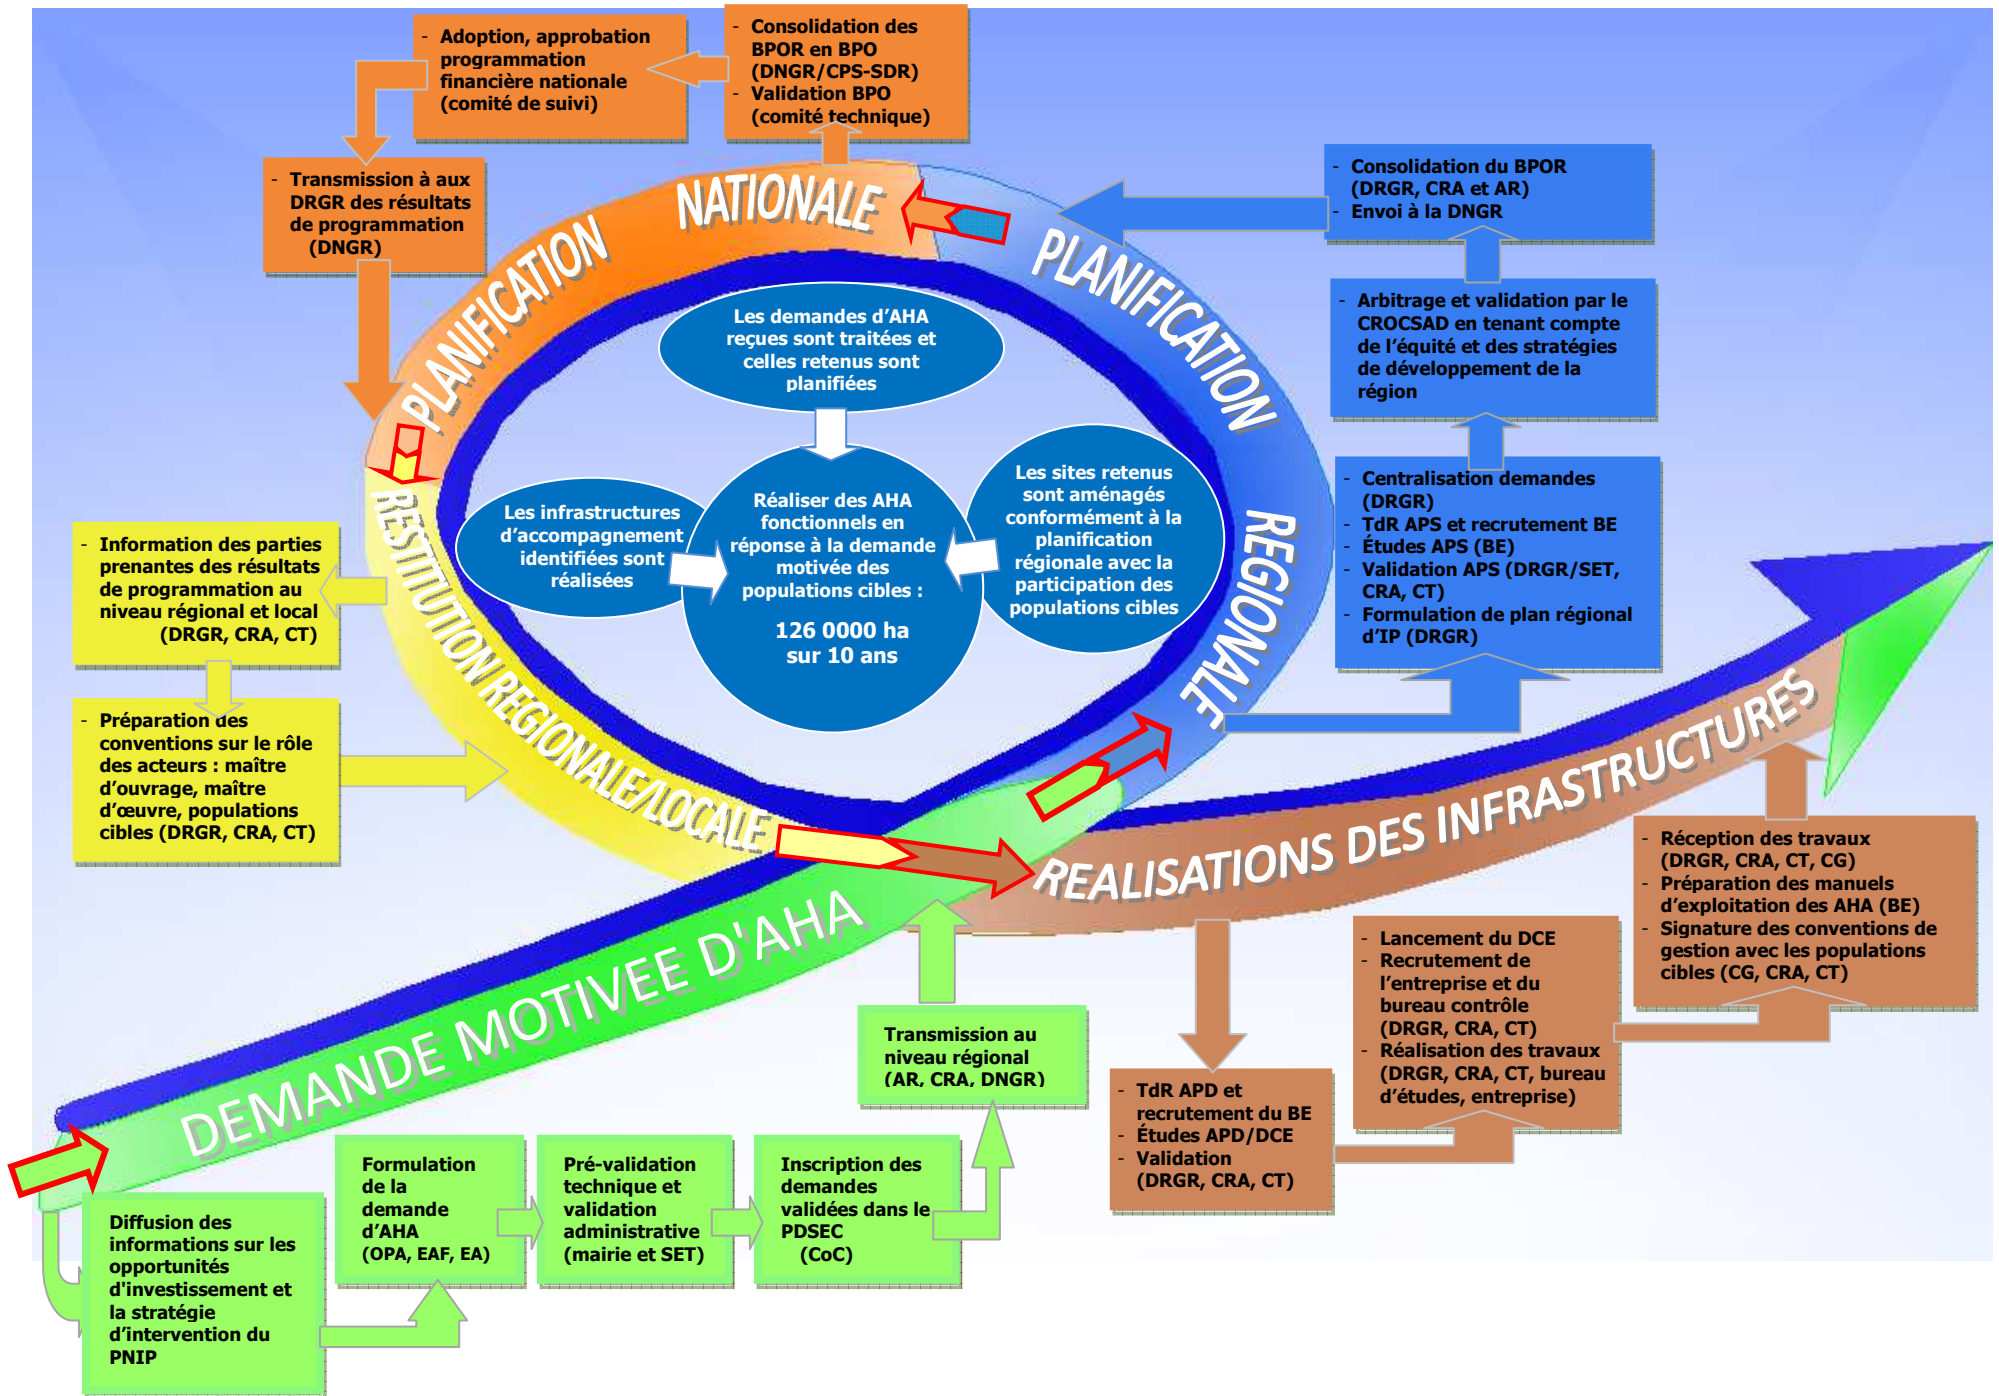 - Adoption, approbation
programmation
financière nationale
(comité de suivi)
- Consolidation des
BPOR en BPO
(DNGR/CPS-SDR)
- Validation BPO
(comité technique)
- Transmission à aux
DRGR des résultats
de programmation
(DNGR)
- Consolidation du BPOR
(DRGR, CRA et AR)
- Envoi à la DNGR
- Arbitrage et validation par le
CROCSAD en tenant compte
de l'équité et des stratégies
de développement de la
région
- Centralisation demandes
(DRGR)
- TdR APS et recrutement BE
- Études APS (BE)
- Validation APS (DRGR/SET,
CRA, CT)
- Formulation de plan régional
d'IP (DRGR)
PLANIFICATION NATIONALE
PLANIFICATION REGIONALE
RESTITUTION REGIONALE/LOCALE
Les demandes d'AHA
reçues sont traitées et
celles retenus sont
planifiées
Les infrastructures
d'accompagnement
identifiées sont
réalisées
Réaliser des AHA
fonctionnels en
réponse à la demande
motivée des
populations cibles :
126 0000 ha
sur 10 ans
Les sites retenus
sont aménagés
conformément à la
planification
régionale avec la
participation des
populations cibles
- Information des parties
prenantes des résultats
de programmation au
niveau régional et local
(DRGR, CRA, CT)
- Préparation des
conventions sur le rôle
des acteurs : maître
d'ouvrage, maître
d'œuvre, populations
cibles (DRGR, CRA, CT)
DEMANDE MOTIVEE D'AHA
REALISATIONS DES INFRASTRUCTURES
- Réception des travaux
(DRGR, CRA, CT, CG)
- Préparation des manuels
d'exploitation des AHA (BE)
- Signature des conventions de
gestion avec les populations
cibles (CG, CRA, CT)
- Lancement du DCE
- Recrutement de
l'entreprise et du
bureau contrôle
(DRGR, CRA, CT)
- Réalisation des travaux
(DRGR, CRA, CT, bureau
d'études, entreprise)
- TdR APD et
recrutement du BE
- Études APD/DCE
- Validation
(DRGR, CRA, CT)
Transmission au
niveau régional
(AR, CRA, DNGR)
Diffusion des
informations sur les
opportunités
d'investissement et
la stratégie
d'intervention du
PNIP
Formulation
de la
demande
d'AHA
(OPA, EAF, EA)
Pré-validation
technique et
validation
administrative
(mairie et SET)
Inscription des
demandes
validées dans le
PDSEC
(CoC)